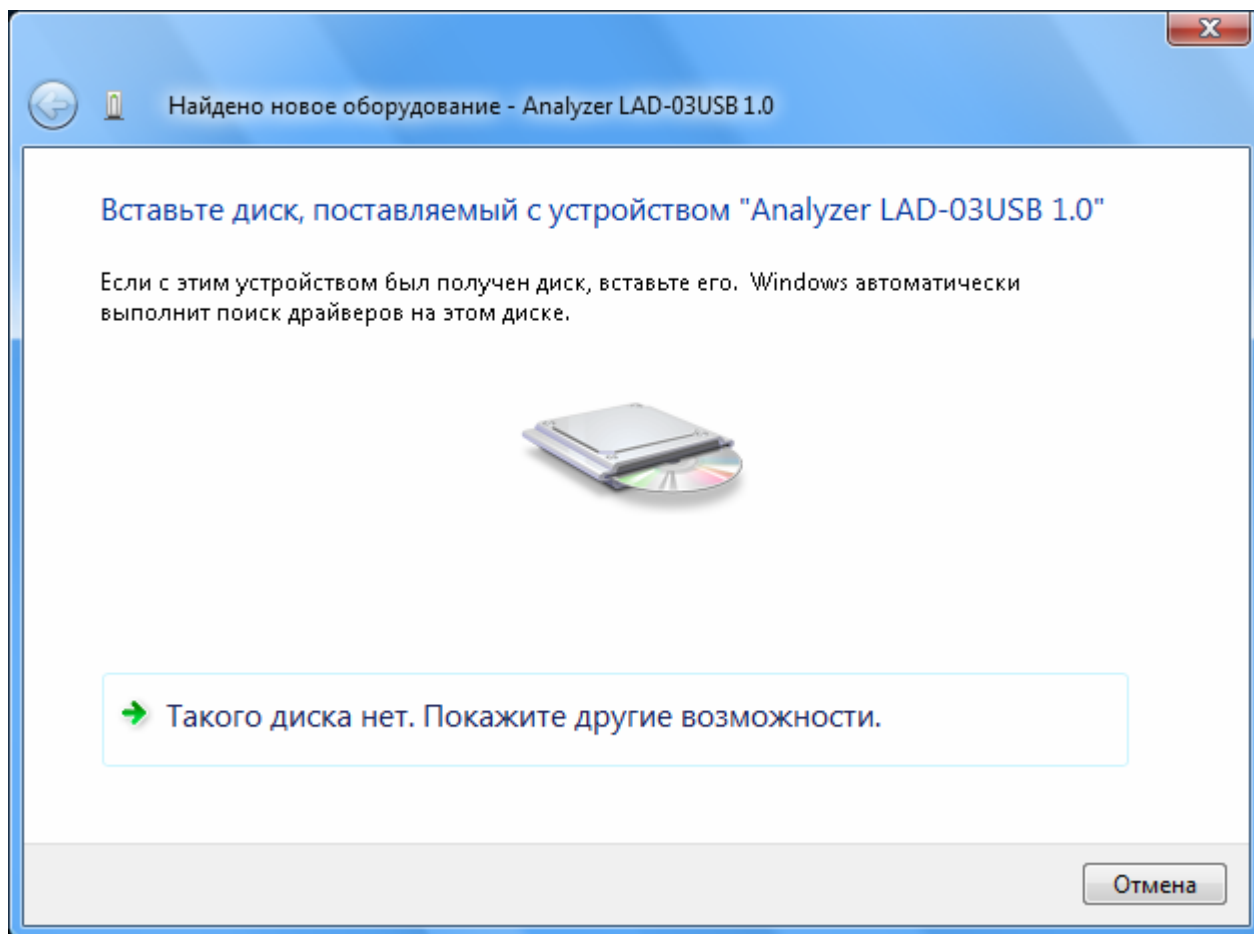 Найдено новое оборудование - Analyzer LAD-03USB 1.0
Вставьте диск, поставляемый с устройством "Analyzer LAD-03USB 1.0"
Если с этим устройством был получен диск, вставьте его. Windows автоматически
выполнит поиск драйверов на этом диске.
Такого диска нет. Покажите другие возможности.
Отмена